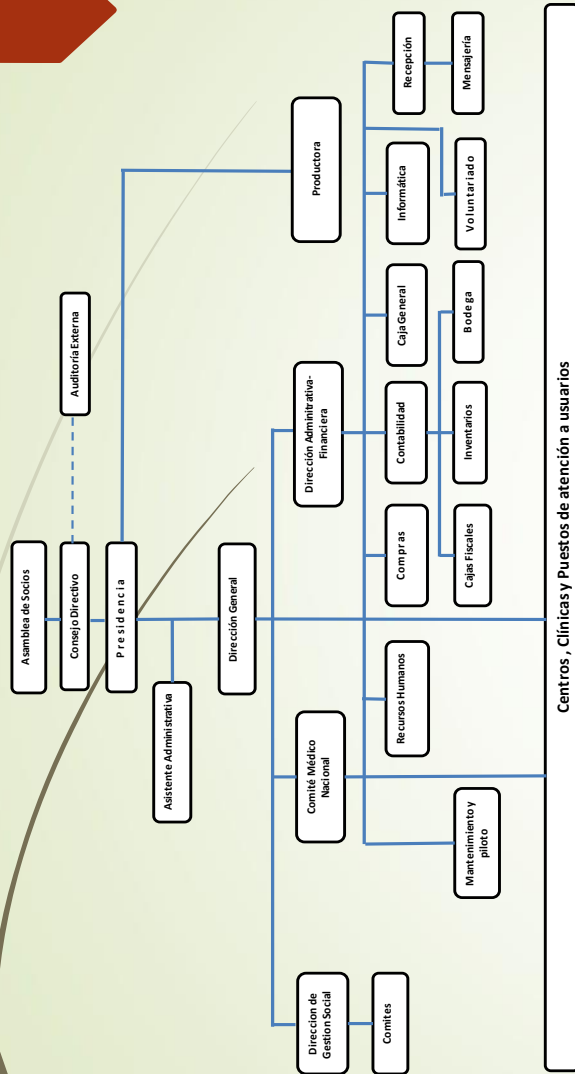 Asamblea de Socios
Consejo Directivo
Auditoría Externa
Presidencia
Asistente Administrativa
Dirección General
Productora
Direccion de
Gestion Social
Comité Médico
Nacional
Dirección Adminitrativa-
Financiera
Comites
Recursos Humanos
Compras
Contabilidad
Caja General
Informática
Recepción
Mantenimiento y
piloto
Cajas Fiscales
Inventarios
Bodega
Voluntariado
Mensajería
Centros , Clínicas y Puestos de atención a usuarios